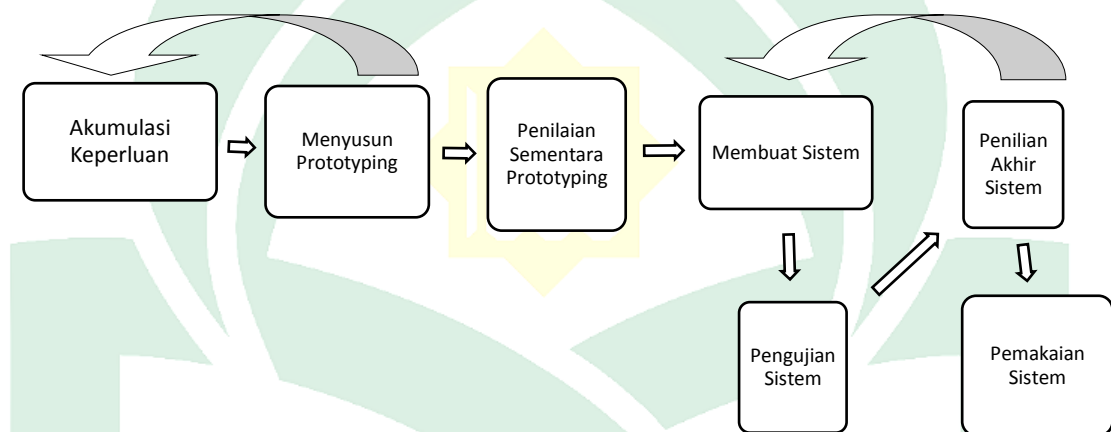 Akumulasi
Keperluan
Menyusun
Prototyping
Penilaian
Sementara
Prototyping
Membuat Sistem
Penilian
Akhir
Sistem
Pengujian
Sistem
Pemakaian
Sistem